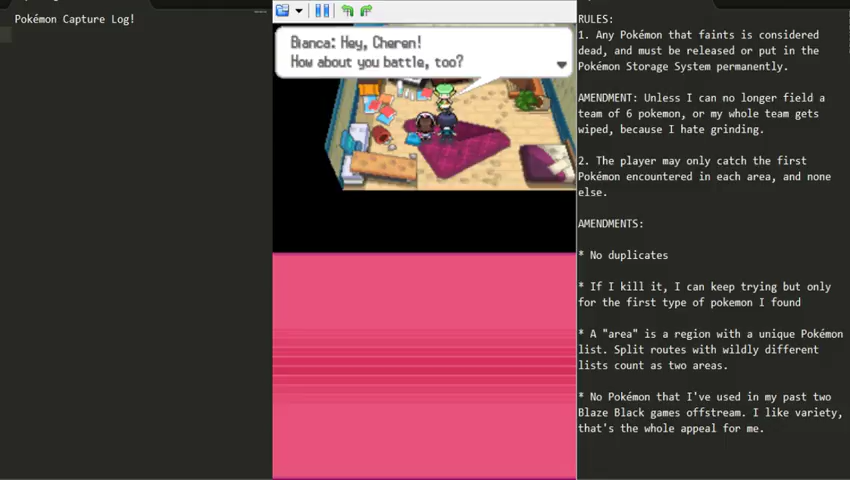 Pokémon Capture Log!
Bianca: Hey, Cheren!
How about you battle, too?
RULES:
1. Any Pokémon that faints is considered
dead, and must be released or put in the
Pokémon Storage System permanently.
AMENDMENT: Unless I can no longer field a
team of 6 pokemon, or my whole team gets
wiped, because I hate grinding.
2. The player may only catch the first
Pokémon encountered in each area, and none
else.
AMENDMENTS:
* No duplicates
* If I kill it, I can keep trying but only
for the first type of pokemon I found
* A "area" is a region with a unique Pokémon
list. Split routes with wildly different
lists count as two areas.
* No Pokémon that I've used in my past two
Blaze Black games offstream. I like variety,
that's the whole appeal for me.